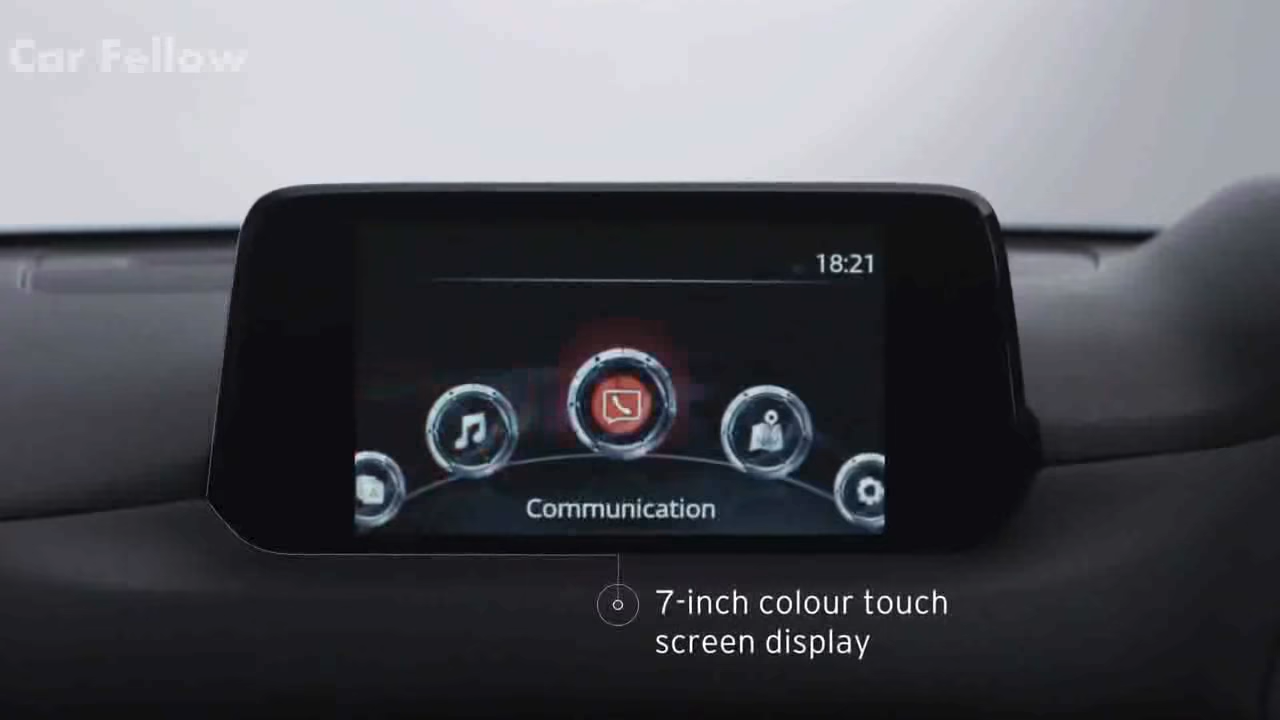 Car Fellow
18:21
Communication
7-inch colour touch
screen display